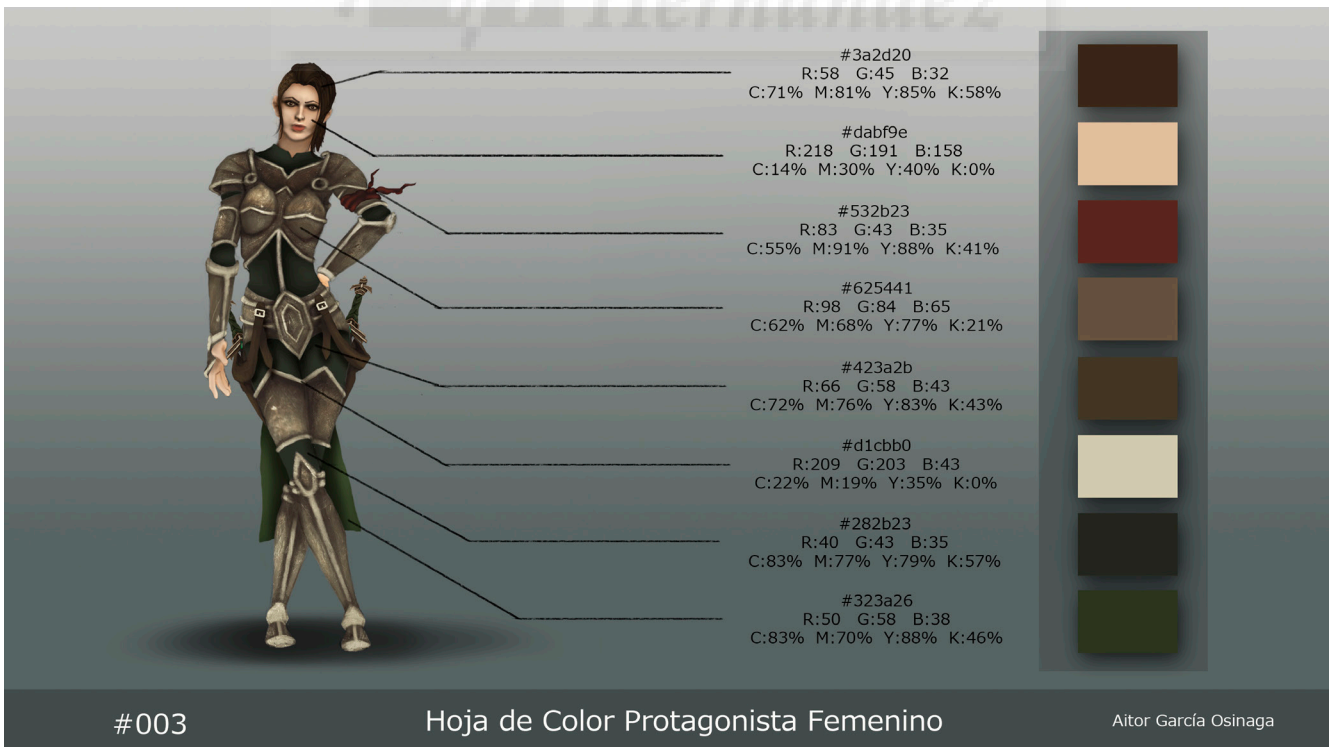 Hernández
#3a2d20
R:58 G:45 B:32
C:71% M:81% Y:85% K:58%
#dabf9e
R:218 G:191 B:158
C:14% M:30% Y:40% K:0%
#532b23
R:83 G:43 B:35
C:55% M:91% Y:88% K:41%
#625441
R:98 G:84 B:65
C:62% M:68% Y:77% K:21%
#423a2b
R:66 G:58 B:43
C:72% M:76% Y:83% K:43%
#d1cbb0
R:209 G:203 B:43
C:22% M:19% Y:35% K:0%
#282b23
R:40 G:43 B:35
C:83% M:77% Y:79% K:57%
#323a26
R:50 G:58 B:38
C:83% M:70% Y:88% K:46%
#003
Hoja de Color Protagonista Femenino
Aitor García Osinaga